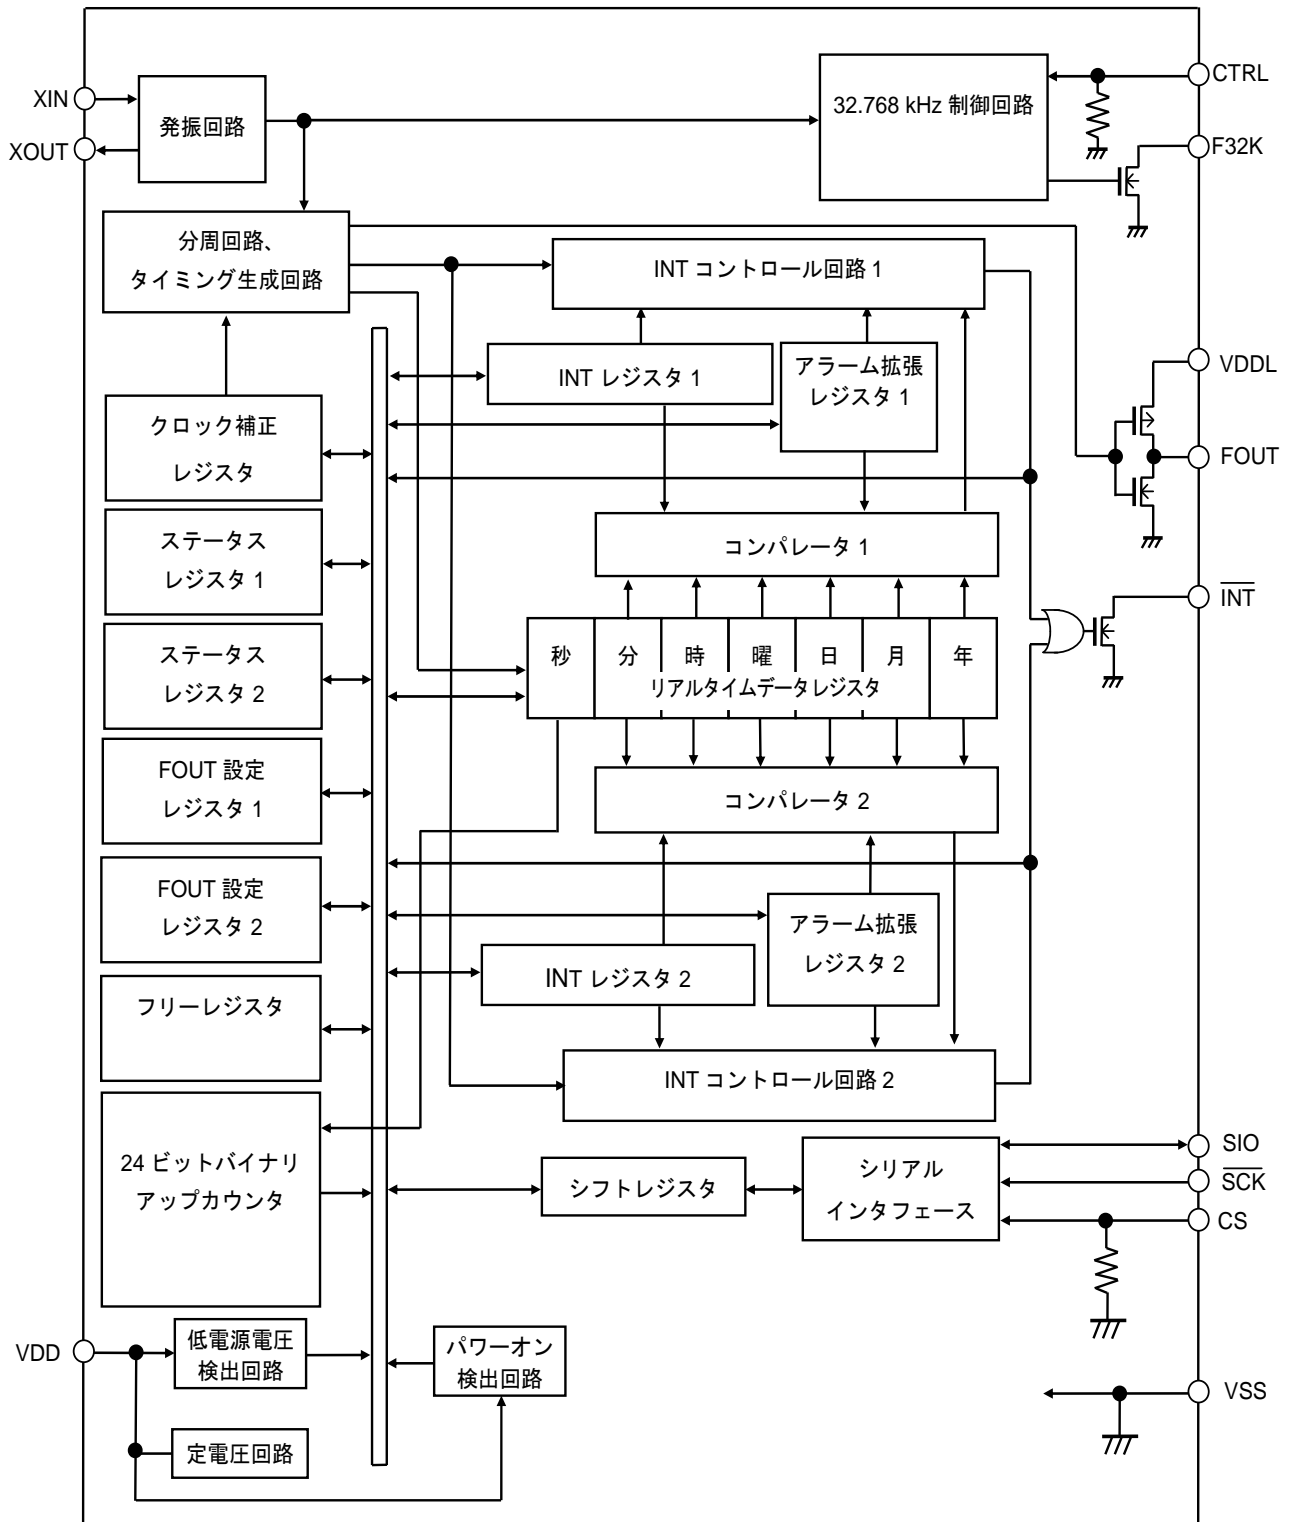 XIN
XOUT
発振回路
32.768 kHz 制御回路
CTRL
F32K
分周回路、
タイミング生成回路
INT コントロール回路 1
INT レジスタ 1
アラーム拡張
レジスタ 1
VDDL
FOUT
クロック補正
レジスタ
ステータス
レジスタ 1
コンパレータ 1
INT
秒 分 時 曜 日 月 年
リアルタイムデータレジスタ
ステータス
レジスタ 2
FOUT 設定
レジスタ 1
コンパレータ 2
FOUT 設定
レジスタ 2
アラーム拡張
レジスタ 2
INT レジスタ 2
フリーレジスタ
INT コントロール回路 2
24 ビットバイナリ
アップカウンタ
シフトレジスタ
シリアル
インタフェース
SIO
SCK
CS
VDD
低電源電圧
検出回路
パワーオン
検出回路
VSS
定電圧回路